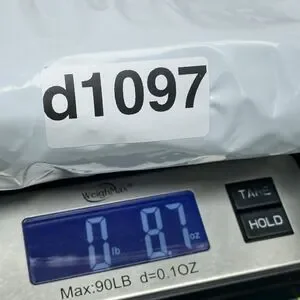 d1097
WeighMax®
TARE
HOLD
0 lb 8.7 oz
Max:90LB d=0.1OZ